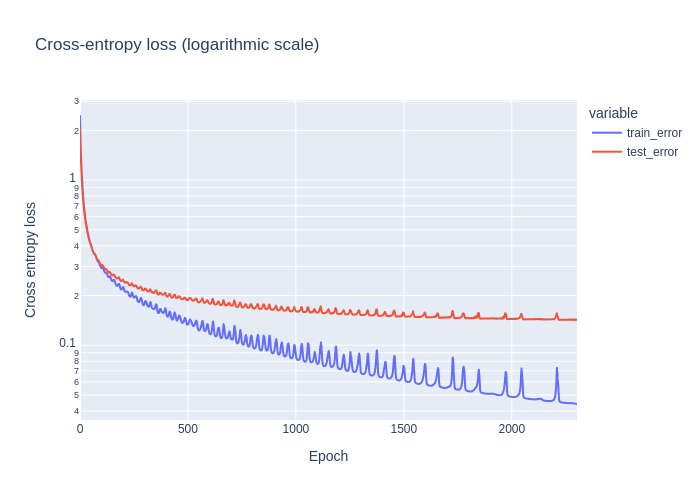 Cross-entropy loss (logarithmic scale)
variable
train_error
test_error
Cross entropy loss
3
2
1
9
8
7
6
5
4
3
2
0.1
9
8
7
6
5
4
0 500 1000 1500 2000
Epoch